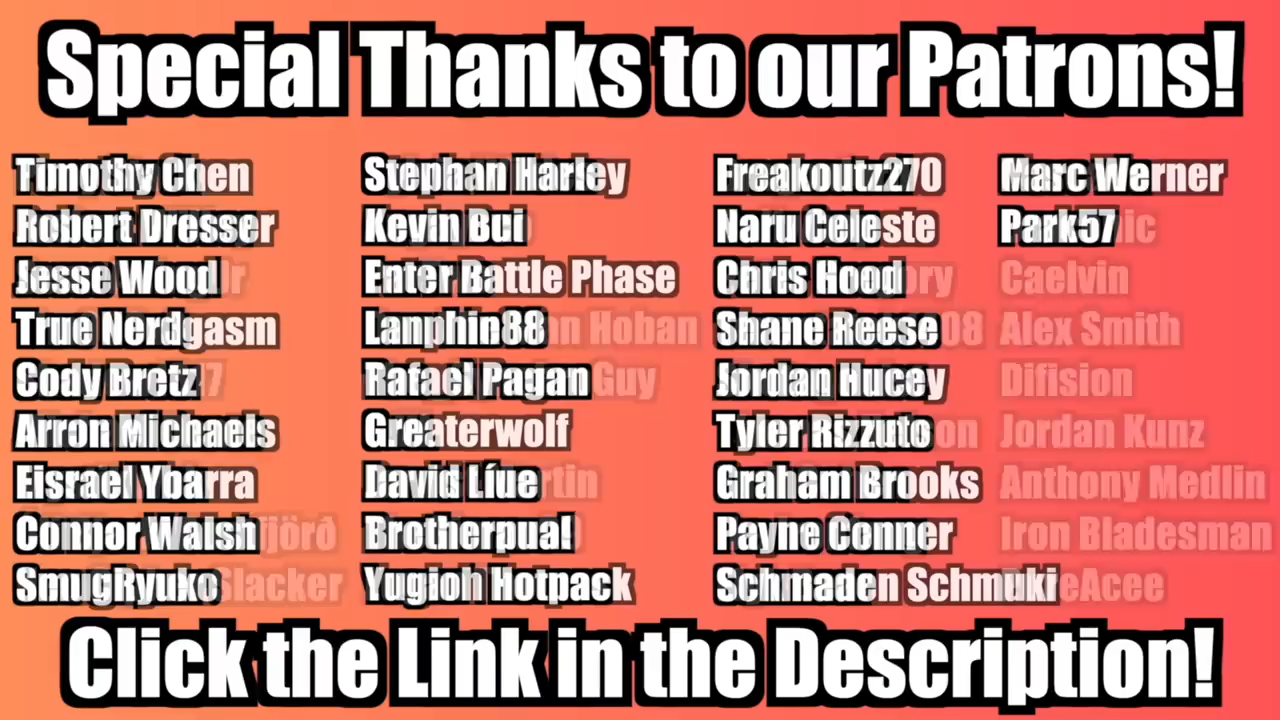 Special Thanks to our Patrons!
Timothy Chen
Robert Dresser
Jesse Wood
True Nerdgasm
Cody Bretz
Arron Michaels
Eisrael Ybarra
Connor Walsh
SmugRyuko
Slacker
Stephan Harley
Kevin Bui
Enter Battle Phase
Lanphin88
Hoban
Rafael Pagan
Guy
Greaterwolf
David Líue
Brotherpual
Yugioh Hotpack
Freakoutz270
Naru Celeste
Chris Hood
Shane Reese
Jordan Hucey
Tyler Rizzuto
Graham Brooks
Payne Conner
Schmaden Schmuki
Marc Werner
Park57
Caelvin
Alex Smith
Difision
Jordan Kunz
Anthony Medlin
Iron Bladesman
Click the Link in the Description!